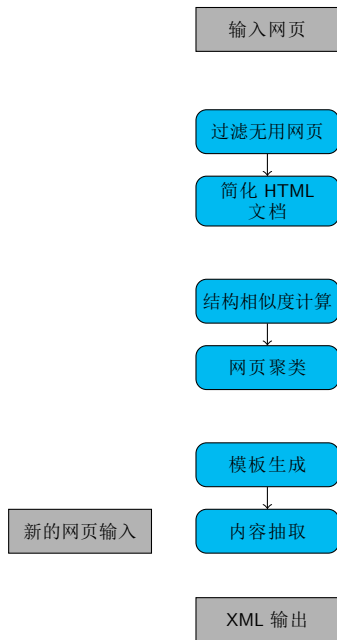 输入网页
过滤无用网页
简化 HTML
文档
结构相似度计算
网页聚类
模板生成
新的网页输入
内容抽取
XML 输出